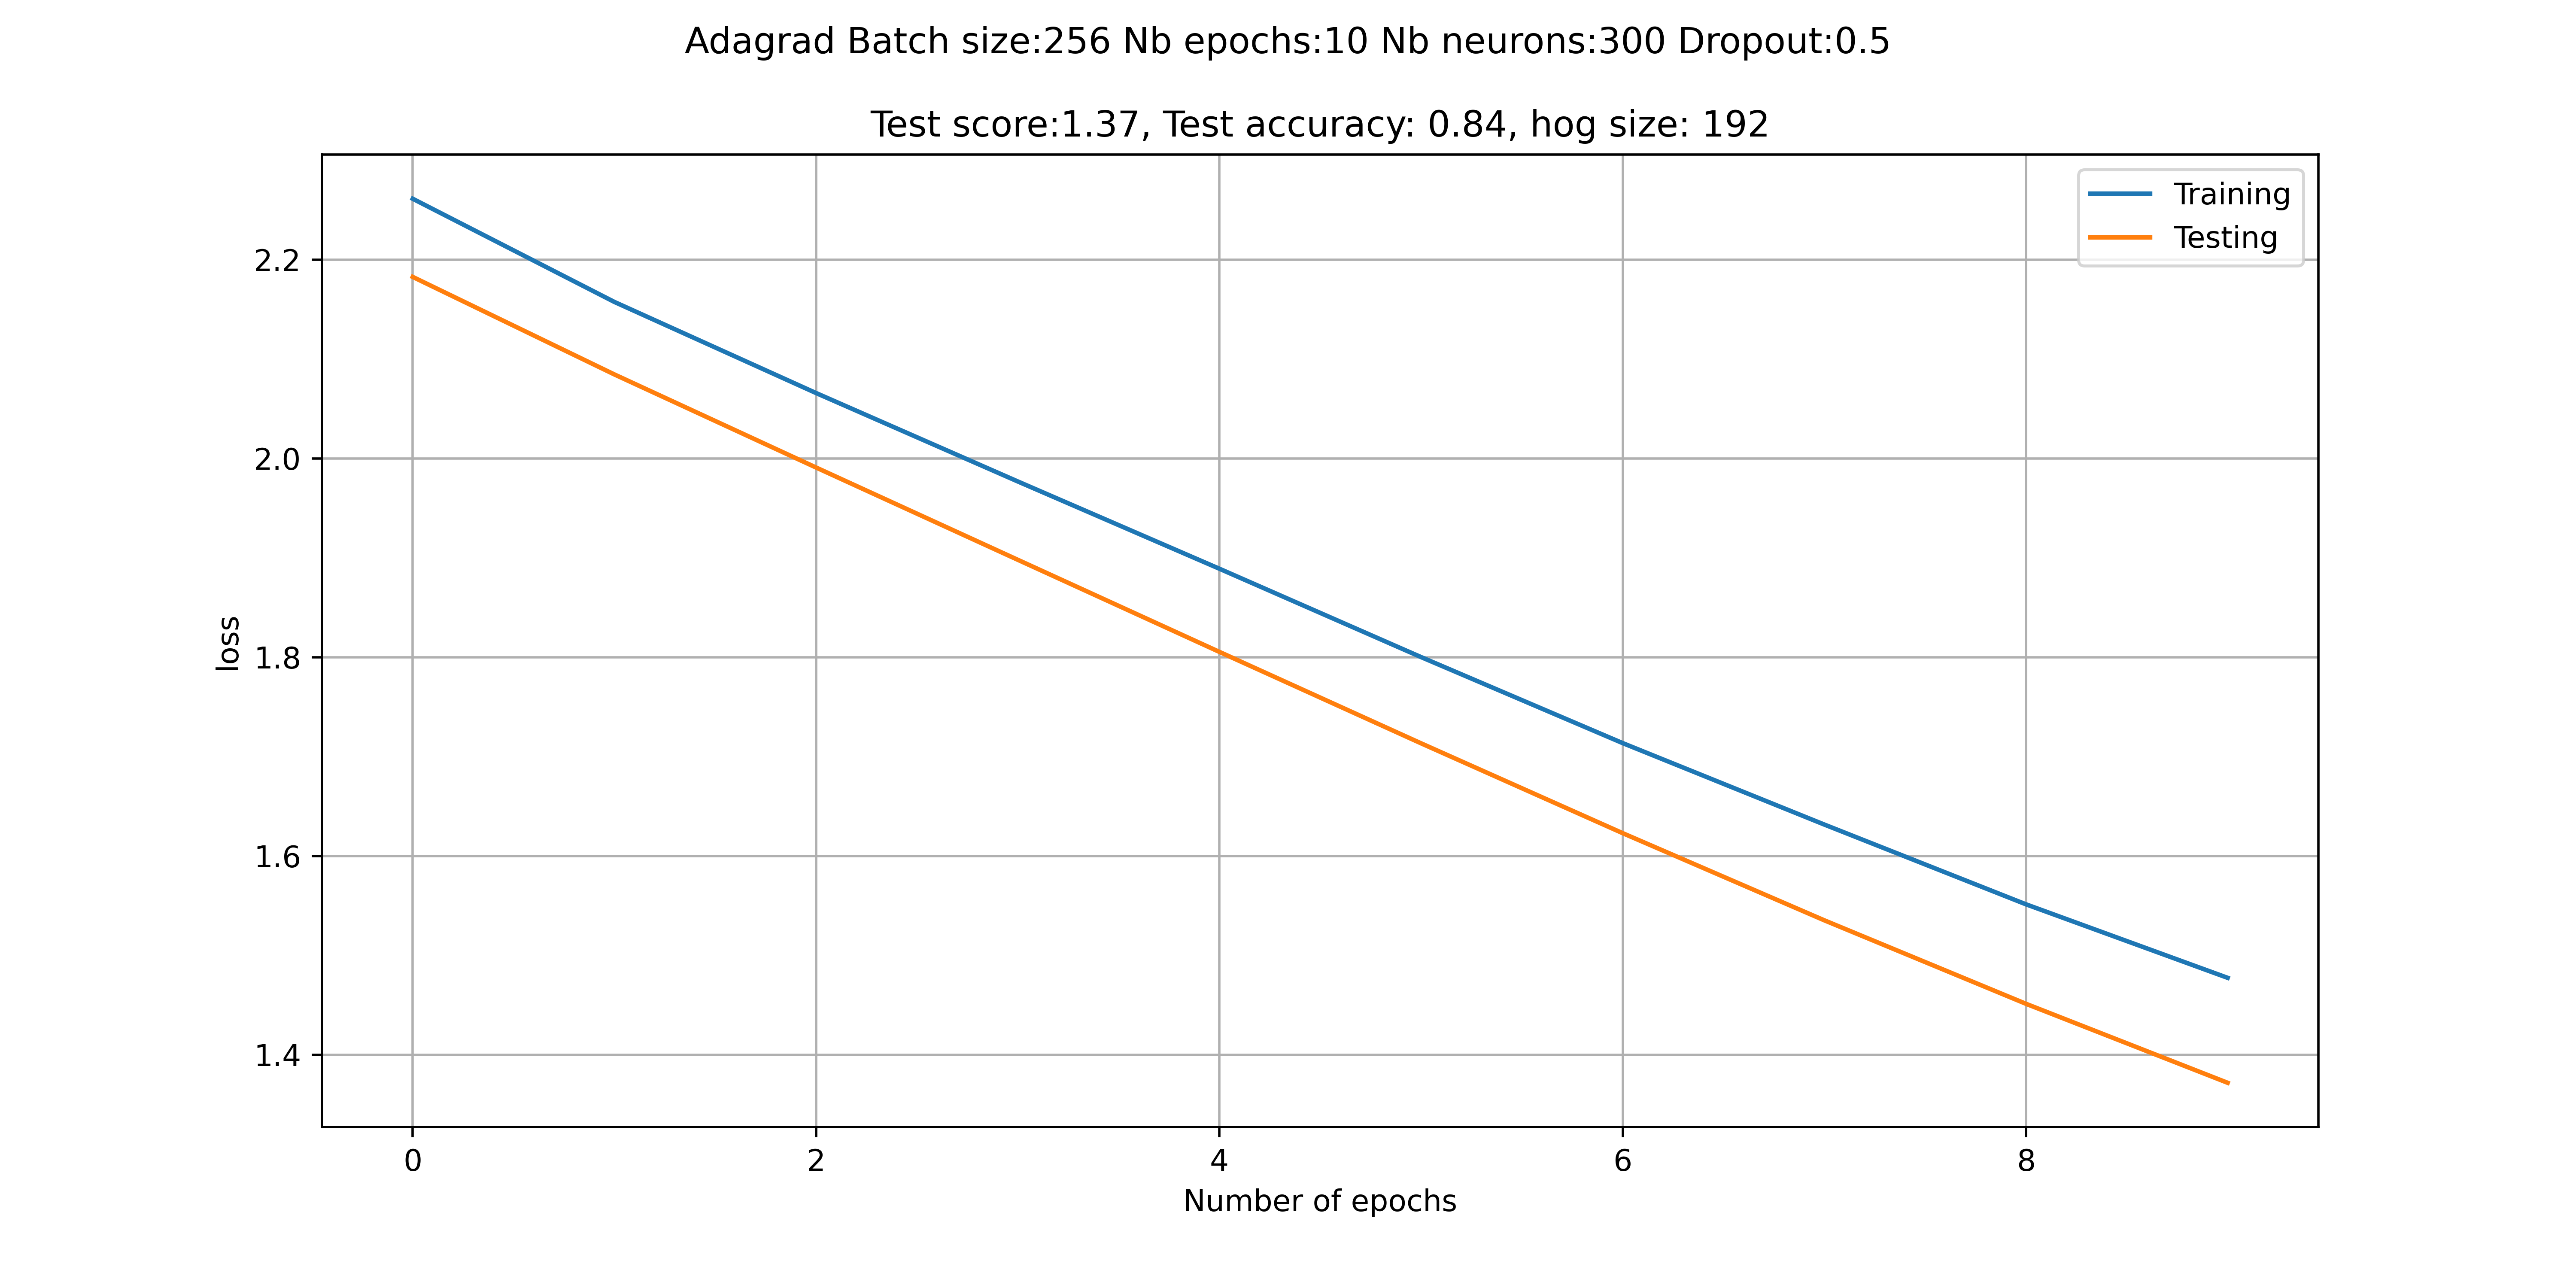 Adagrad Batch size:256 Nb epochs:10 Nb neurons:300 Dropout:0.5
Test score:1.37, Test accuracy: 0.84, hog size: 192
Training
Testing
2.2
2.0
1.8
1.6
1.4
loss
0 2 4 6 8
Number of epochs